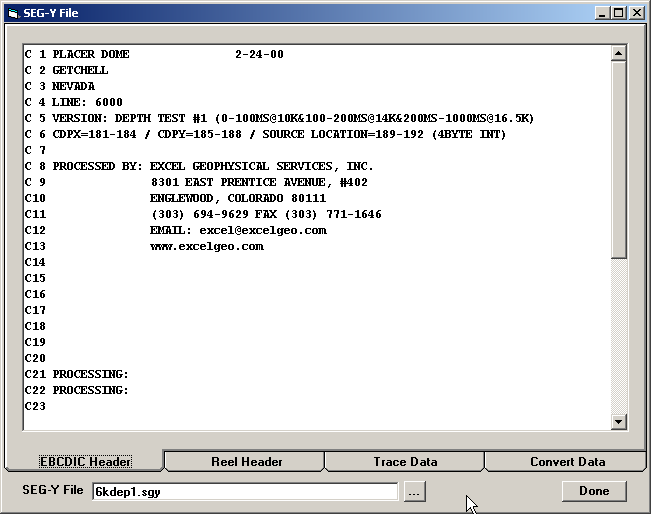 SEG-Y File
C 1 PLACER DOME 2-24-00
C 2 GETCHELL
C 3 NEVADA
C 4 LINE: 6000
C 5 VERSION: DEPTH TEST #1 (0-100MS@10K&100-200MS@14K&200MS-1000MS@16.5K)
C 6 CDPX=181-184 / CDPY=185-188 / SOURCE LOCATION=189-192 (4BYTE INT)
C 7
C 8 PROCESSED BY: EXCEL GEOPHYSICAL SERVICES, INC.
C 9 8301 EAST PRENTICE AVENUE, #402
C10 ENGLEWOOD, COLORADO 80111
C11 (303) 694-9629 FAX (303) 771-1646
C12 EMAIL: excel@excelgeo.com
C13 www.excelgeo.com
C14
C15
C16
C17
C18
C19
C20
C21 PROCESSING:
C22 PROCESSING:
C23
EBCDIC Header Reel Header Trace Data Convert Data
SEG-Y File 6kdep1.sgy ... Done